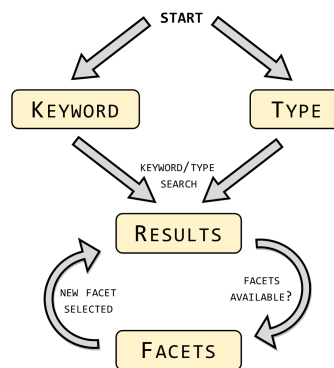 START
KEYWORD
TYPE
KEYWORD/TYPE
SEARCH
RESULTS
NEW FACET
SELECTED
FACETS
AVAILABLE?
FACETS